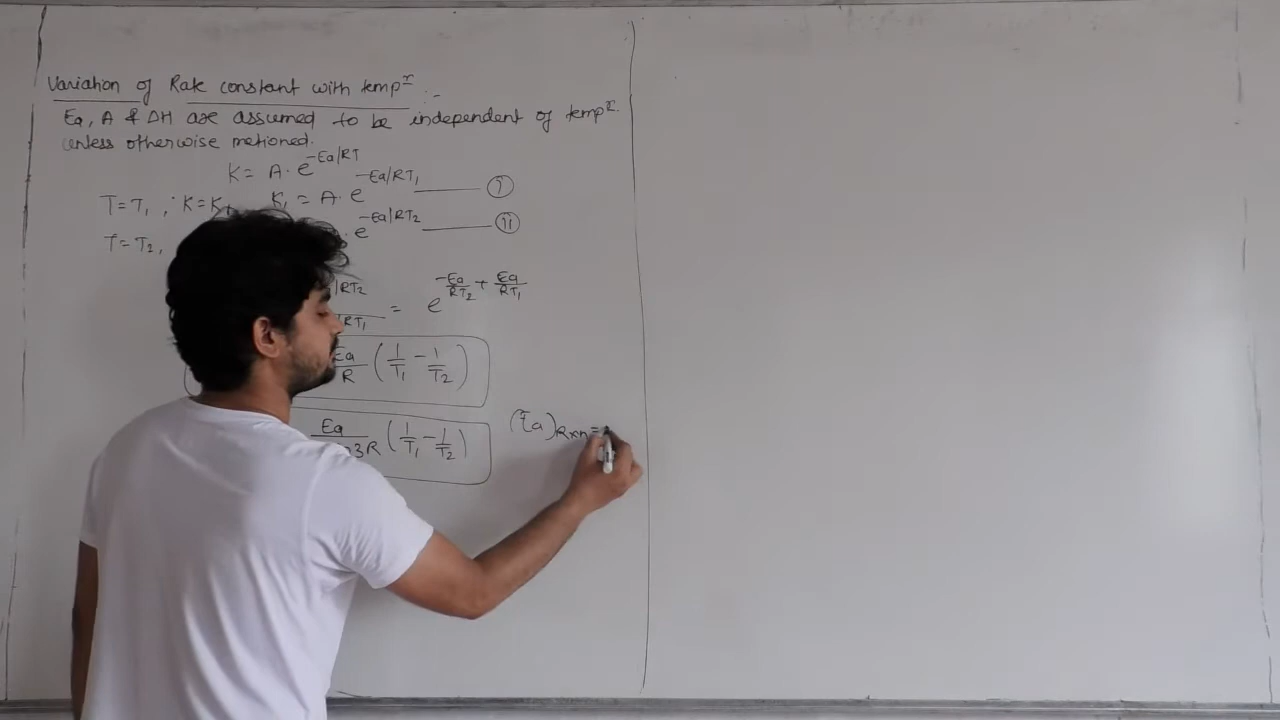 Variation of Rate constant with temp^r :-
Ea, A & ΔH are assumed to be independent of temp^r
unless otherwise metioned.
K = A · e^-Ea/RT
T = T₁ ; K = K₁ K₁ = A · e^-Ea/RT₁ ——— Ⓘ
T = T₂, · e^-Ea/RT₂ ——— Ⓘ̲Ⓘ
/RT₂ = e^-Ea/RT₂ + Ea/RT₁
/RT₁
Ea/R (1/T₁ - 1/T₂)
Ea/3R (1/T₁ - 1/T₂) (Ea)Rxn =